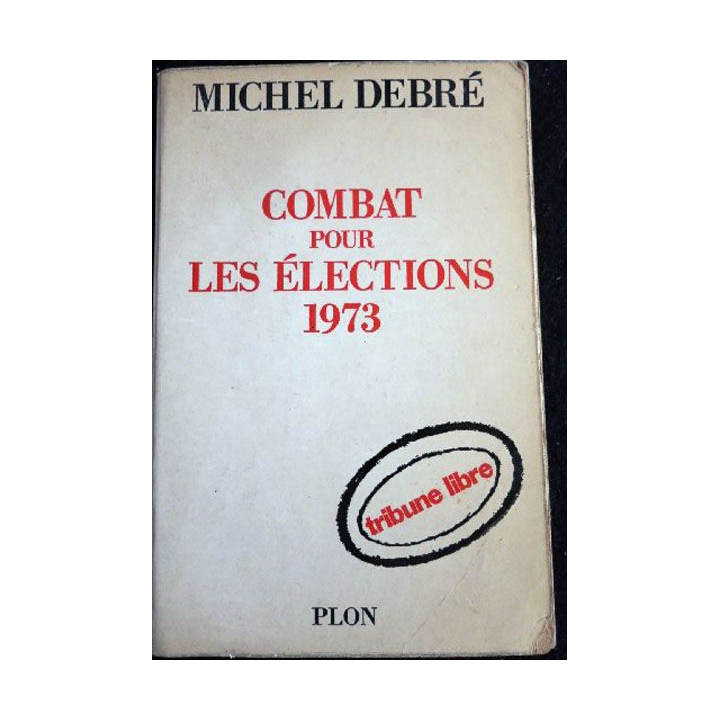 MICHEL DEBRÉ
COMBAT
POUR
LES ÉLECTIONS
1973
tribune libre
PLON